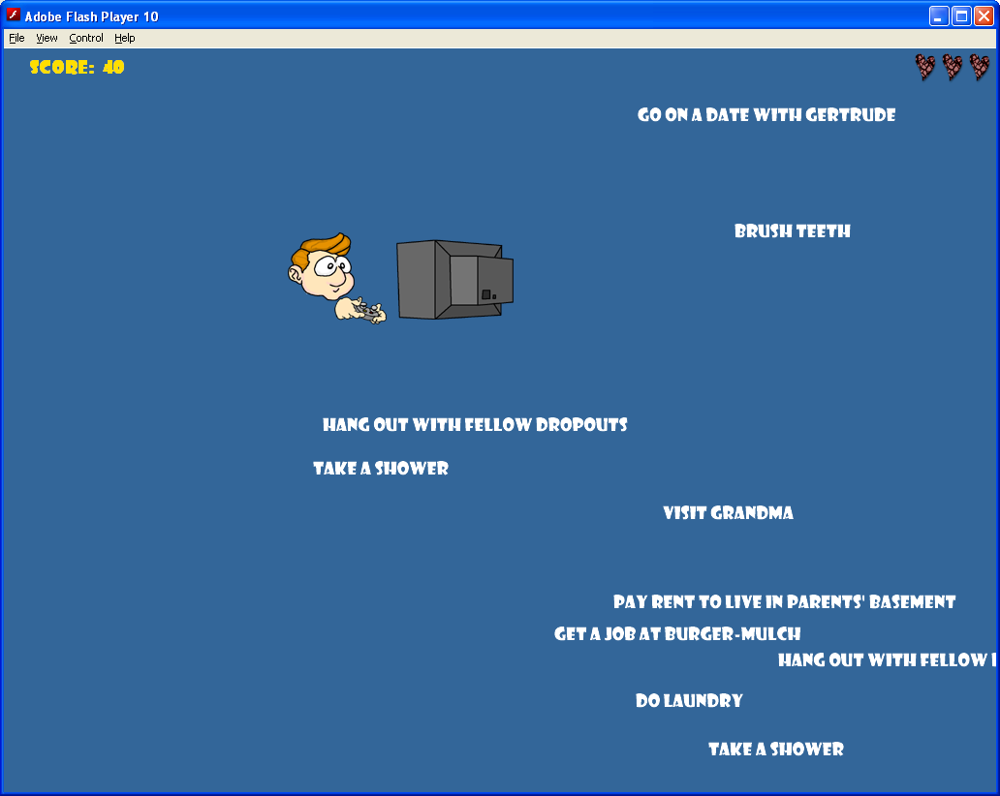 Adobe Flash Player 10
File View Control Help
SCORE: 40
GO ON A DATE WITH GERTRUDE
BRUSH TEETH
HANG OUT WITH FELLOW DROPOUTS
TAKE A SHOWER
VISIT GRANDMA
PAY RENT TO LIVE IN PARENTS' BASEMENT
GET A JOB AT BURGER-MULCH
HANG OUT WITH FELLOW
DO LAUNDRY
TAKE A SHOWER